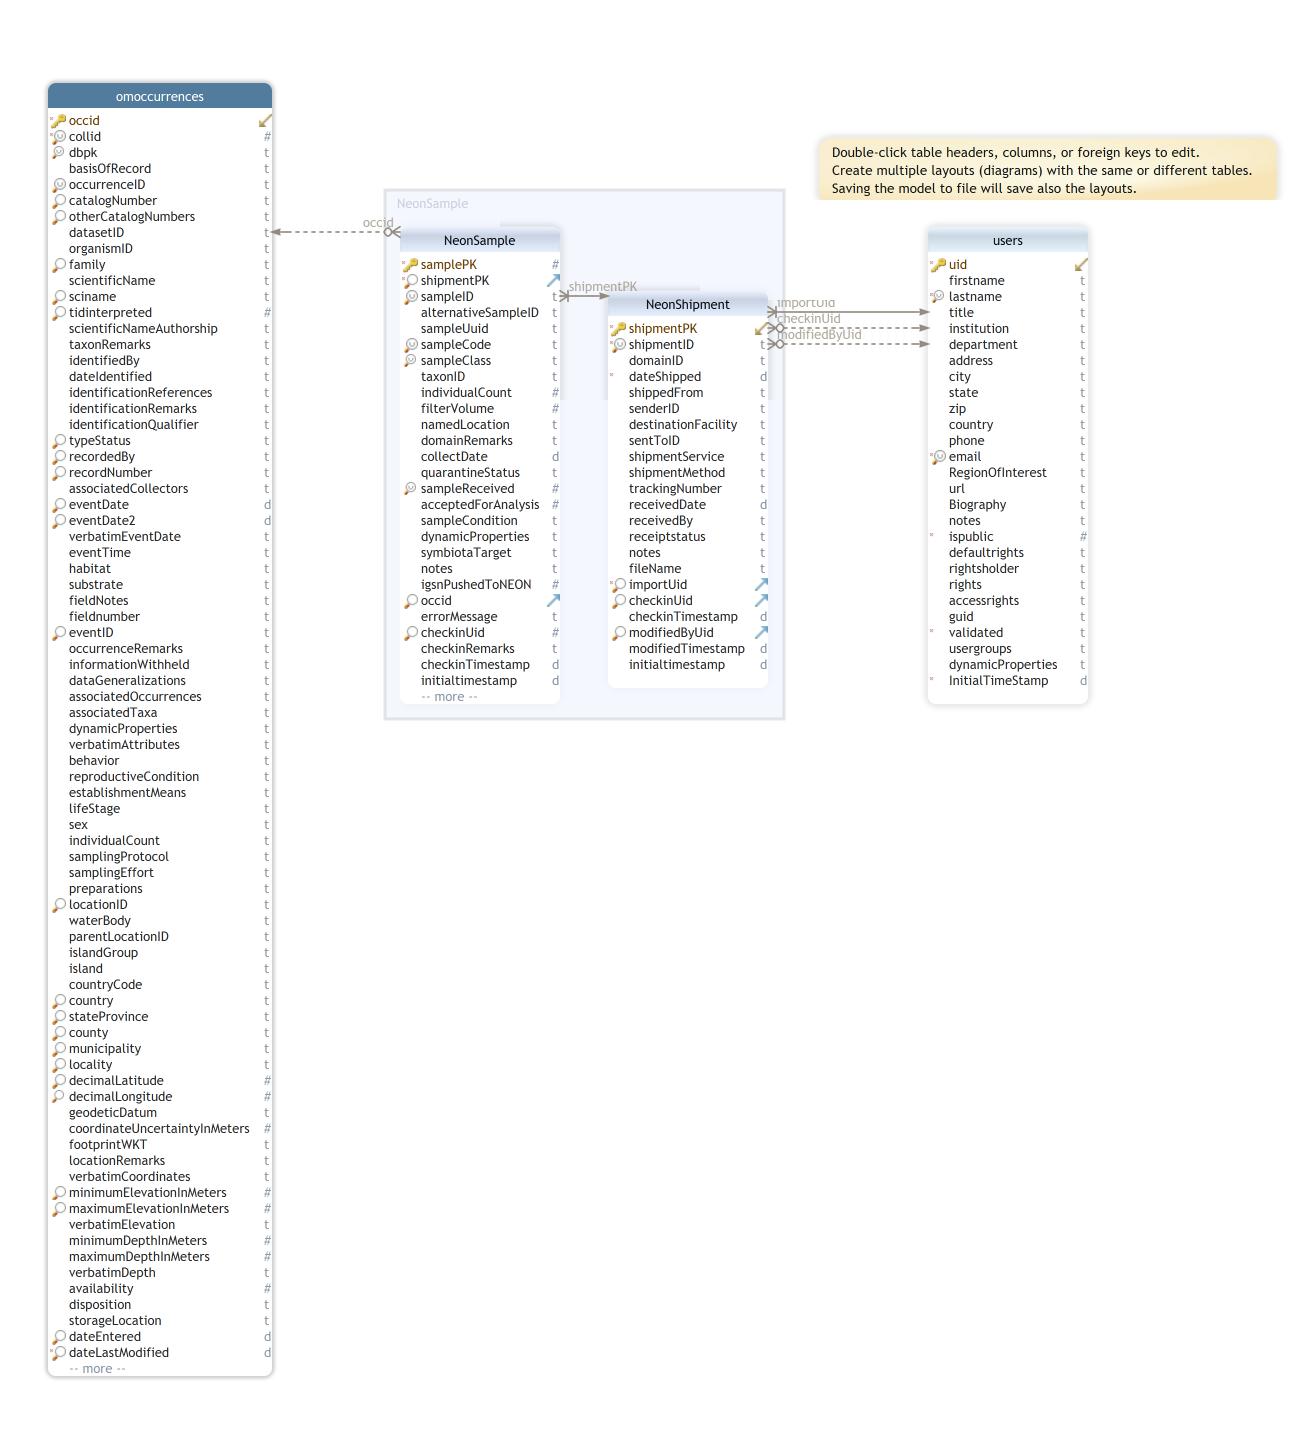 omoccurrences
occid
collid #
dbpk t
basisOfRecord t
occurrenceID t
catalogNumber t
otherCatalogNumbers t
datasetID t
organismID t
family t
scientificName t
sciname t
tidinterpreted #
scientificNameAuthorship t
taxonRemarks t
identifiedBy t
dateIdentified t
identificationReferences t
identificationRemarks t
identificationQualifier t
typeStatus t
recordedBy t
recordNumber t
associatedCollectors t
eventDate d
eventDate2 d
verbatimEventDate t
eventTime t
habitat t
substrate t
fieldNotes t
fieldnumber t
eventID t
occurrenceRemarks t
informationWithheld t
dataGeneralizations t
associatedOccurrences t
associatedTaxa t
dynamicProperties t
verbatimAttributes t
behavior t
reproductiveCondition t
establishmentMeans t
lifeStage t
sex t
individualCount t
samplingProtocol t
samplingEffort t
preparations t
locationID t
waterBody t
parentLocationID t
islandGroup t
island t
countryCode t
country t
stateProvince t
county t
municipality t
locality t
decimalLatitude #
decimalLongitude #
geodeticDatum t
coordinateUncertaintyInMeters #
footprintWKT t
locationRemarks t
verbatimCoordinates t
minimumElevationInMeters #
maximumElevationInMeters #
verbatimElevation t
minimumDepthInMeters #
maximumDepthInMeters #
verbatimDepth t
availability #
disposition t
storageLocation t
dateEntered d
dateLastModified d
-- more --
occid
NeonSample
NeonSample
samplePK #
shipmentPK
sampleID t
alternativeSampleID t
sampleUuid t
sampleCode t
sampleClass t
taxonID t
individualCount #
filterVolume #
namedLocation t
domainRemarks t
collectDate d
quarantineStatus t
sampleReceived #
acceptedForAnalysis #
sampleCondition t
dynamicProperties t
symbiotaTarget t
notes t
igsnPushedToNEON #
occid
errorMessage t
checkinUid #
checkinRemarks t
checkinTimestamp d
initialtimestamp d
-- more --
shipmentPK
NeonShipment
shipmentPK
shipmentID t
domainID t
dateShipped d
shippedFrom t
senderID t
destinationFacility t
sentToID t
shipmentService t
shipmentMethod t
trackingNumber t
receivedDate d
receivedBy t
receiptstatus t
notes t
fileName t
importUid
checkinUid
checkinTimestamp d
modifiedByUid
modifiedTimestamp d
initialtimestamp d
importUid
checkinUid
modifiedByUid
Double-click table headers, columns, or foreign keys to edit.
Create multiple layouts (diagrams) with the same or different tables.
Saving the model to file will save also the layouts.
users
uid
firstname t
lastname t
title t
institution t
department t
address t
city t
state t
zip t
country t
phone t
email t
RegionOfInterest t
url t
Biography t
notes t
ispublic #
defaultrights t
rightsholder t
rights t
accessrights t
guid t
validated t
usergroups t
dynamicProperties t
InitialTimeStamp d